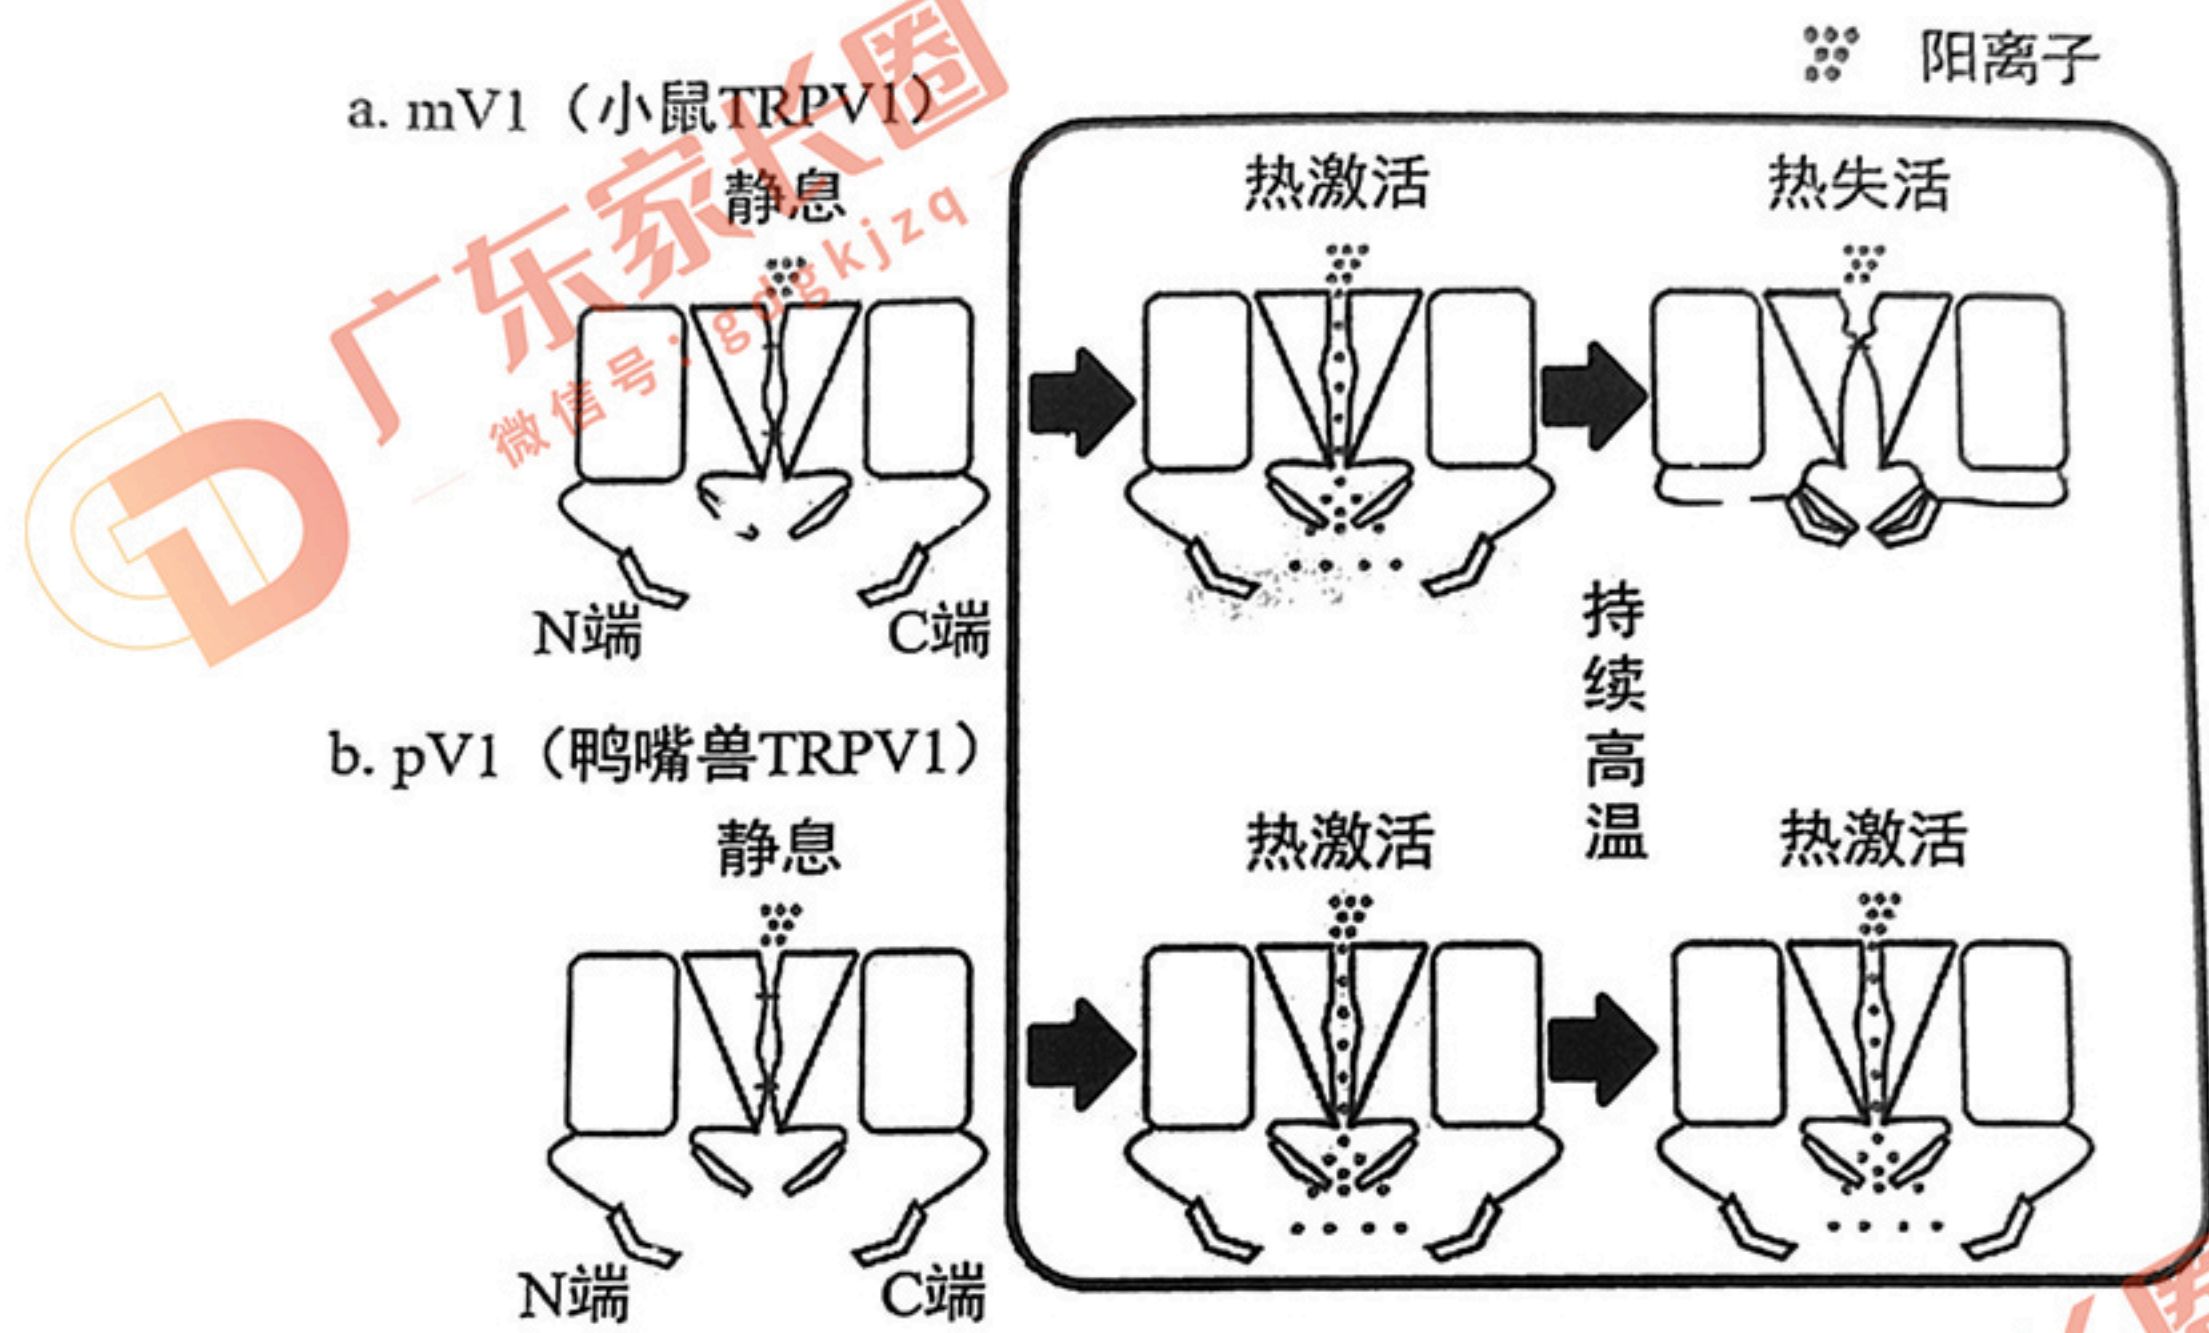 阳离子
a. mV1（小鼠TRPV1）
静息
热激活
热失活
N端
C端
持续高温
b. pV1（鸭嘴兽TRPV1）
静息
热激活
热激活
N端
C端
广东家长圈
微信号：gdgkjzq
圈